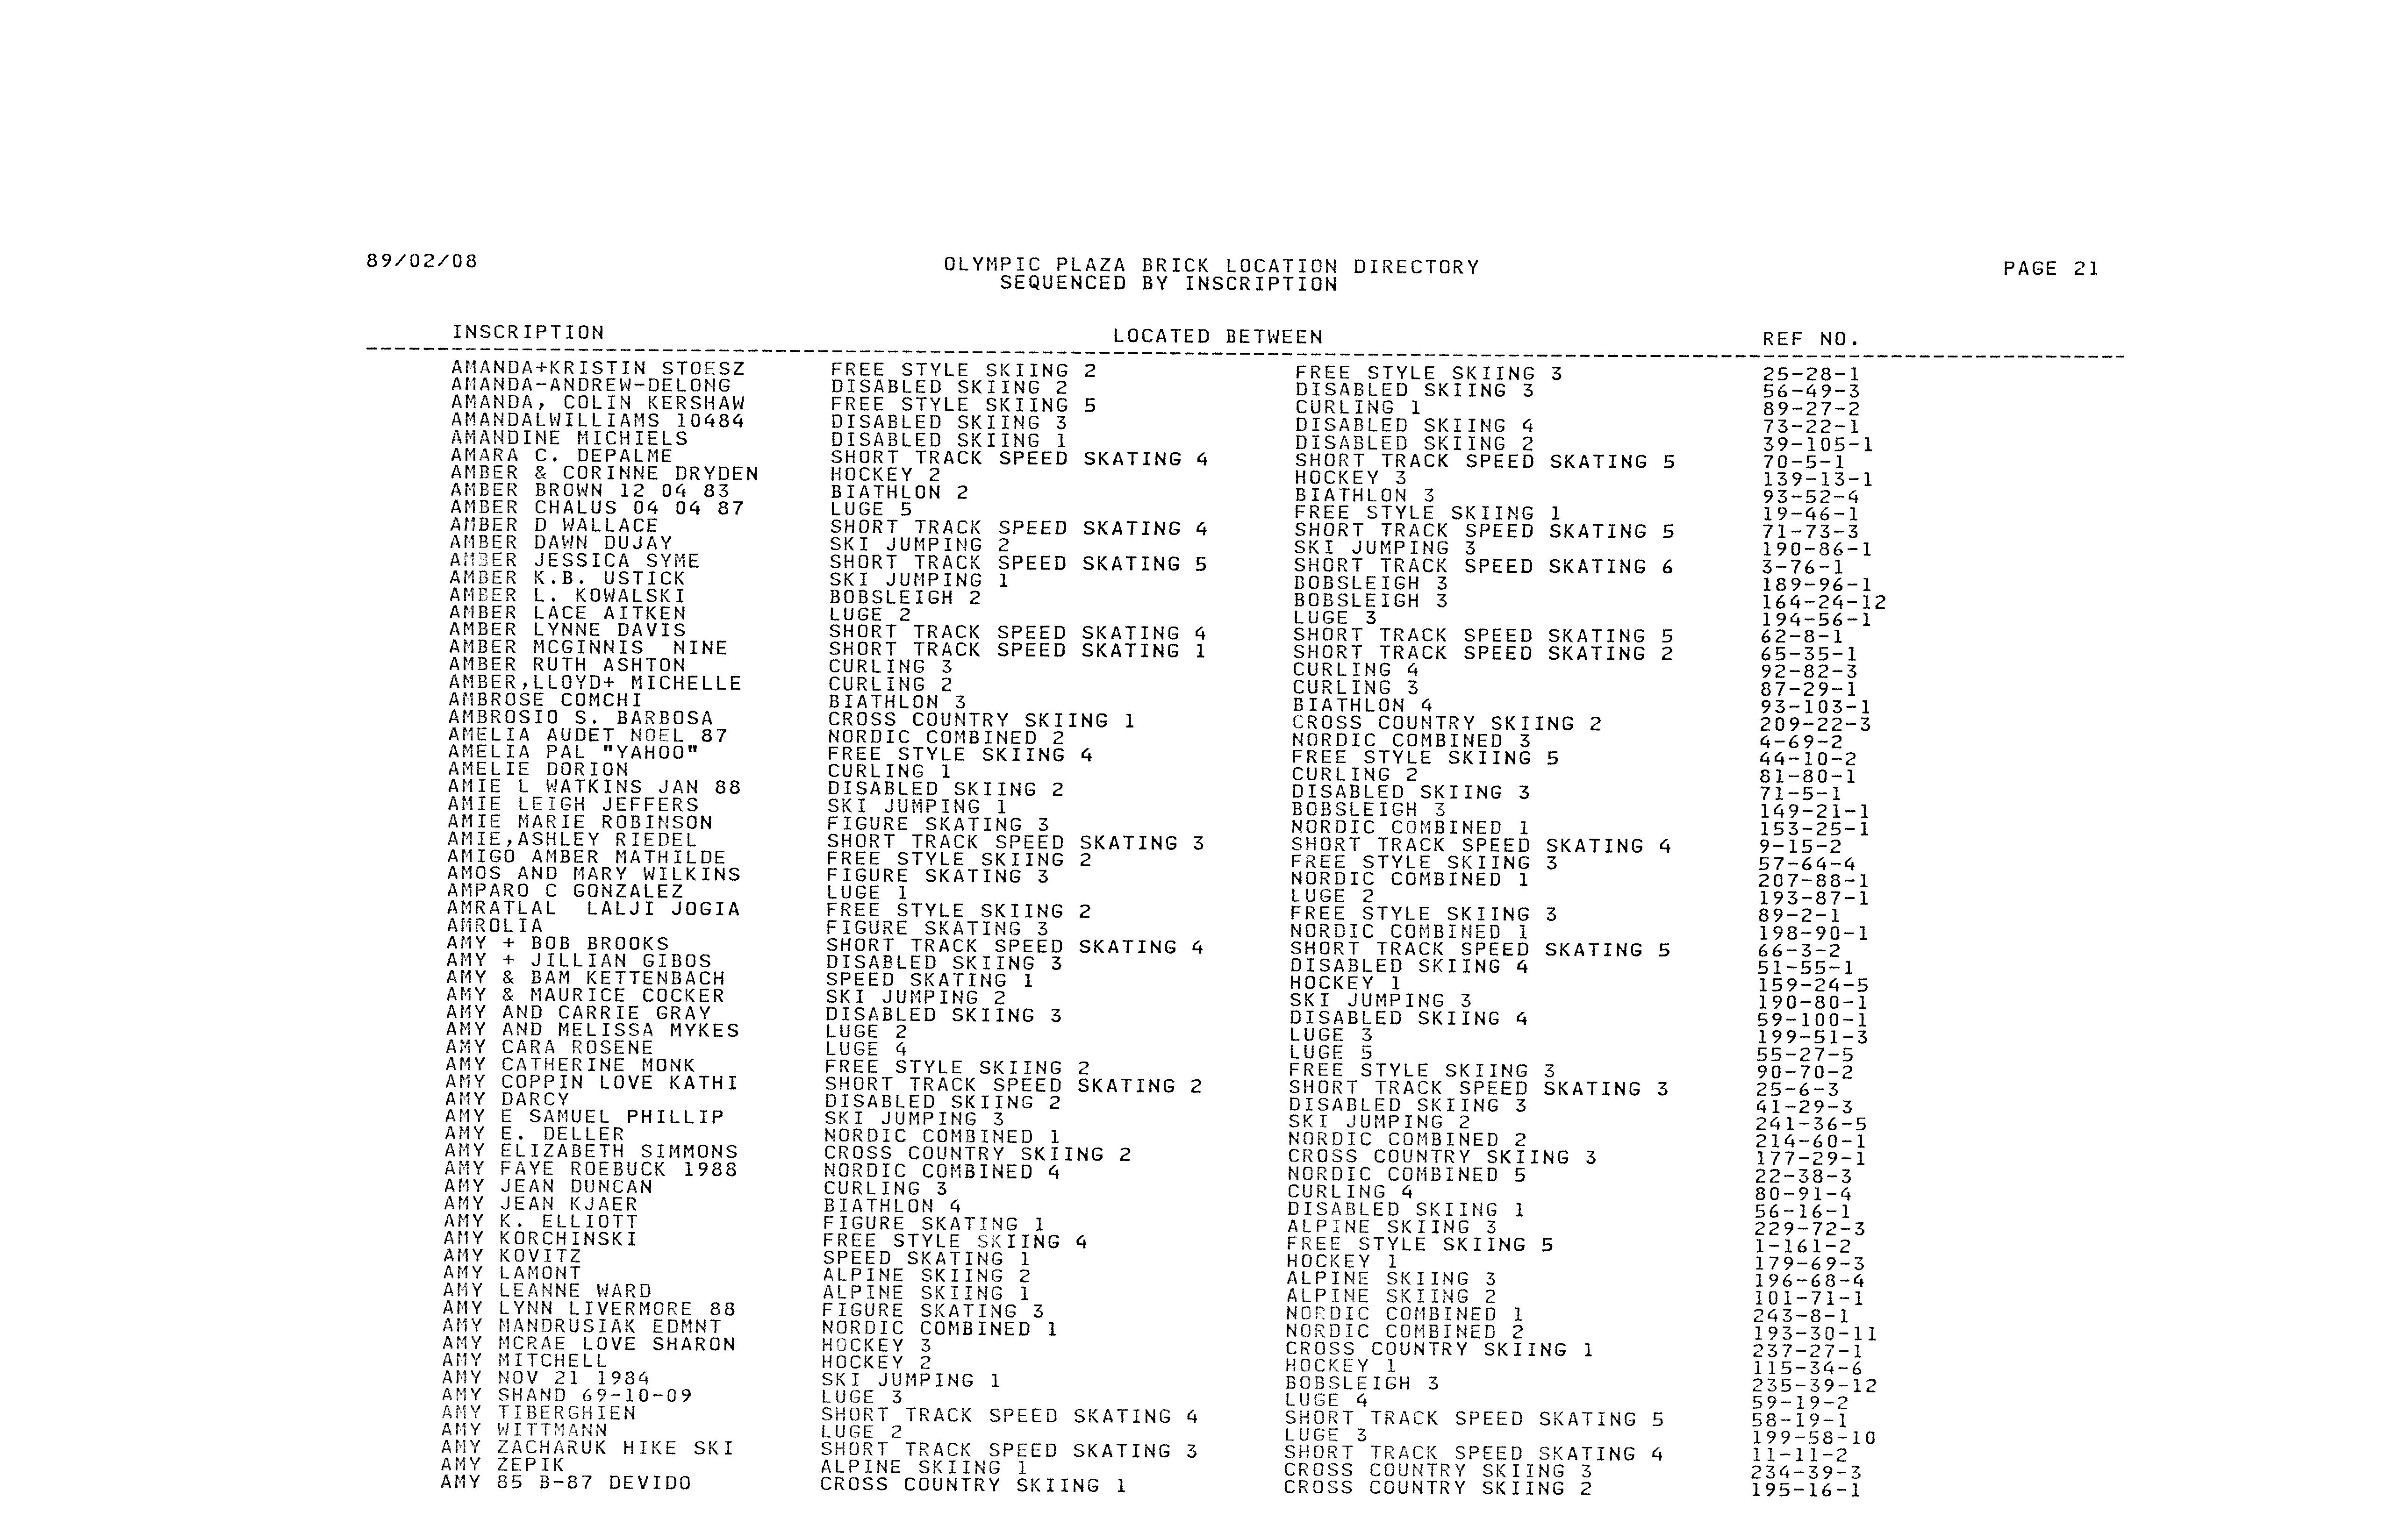 89/02/08 OLYMPIC PLAZA BRICK LOCATION DIRECTORY PAGE 21
SEQUENCED BY INSCRIPTION
INSCRIPTION LOCATED BETWEEN REF NO.
AMANDA+KRISTIN STOESZ FREE STYLE SKIING 2 FREE STYLE SKIING 3 25-28-1
AMANDA-ANDREW-DELONG DISABLED SKIING 2 DISABLED SKIING 3 56-49-3
AMANDA, COLIN KERSHAW FREE STYLE SKIING 5 CURLING 1 89-27-2
AMANDALWILLIAMS 10484 DISABLED SKIING 3 DISABLED SKIING 4 73-22-1
AMANDINE MICHIELS DISABLED SKIING 1 DISABLED SKIING 2 39-105-1
AMARA C. DEPALME SHORT TRACK SPEED SKATING 4 SHORT TRACK SPEED SKATING 5 70-5-1
AMBER & CORINNE DRYDEN HOCKEY 2 HOCKEY 3 139-13-1
AMBER BROWN 12 04 83 BIATHLON 2 BIATHLON 3 93-52-4
AMBER CHALUS 04 04 87 LUGE 5 FREE STYLE SKIING 1 19-46-1
AMBER D WALLACE SHORT TRACK SPEED SKATING 4 SHORT TRACK SPEED SKATING 5 71-73-3
AMBER DAWN DUJAY SKI JUMPING 2 SKI JUMPING 3 190-86-1
AMBER JESSICA SYME SHORT TRACK SPEED SKATING 5 SHORT TRACK SPEED SKATING 6 3-76-1
AMBER K.B. USTICK SKI JUMPING 1 BOBSLEIGH 3 189-96-1
AMBER L. KOWALSKI BOBSLEIGH 2 BOBSLEIGH 3 164-24-12
AMBER LACE AITKEN LUGE 2 LUGE 3 194-56-1
AMBER LYNNE DAVIS SHORT TRACK SPEED SKATING 4 SHORT TRACK SPEED SKATING 5 62-8-1
AMBER MCGINNIS  NINE SHORT TRACK SPEED SKATING 1 SHORT TRACK SPEED SKATING 2 65-35-1
AMBER RUTH ASHTON CURLING 3 CURLING 4 92-82-3
AMBER,LLOYD+ MICHELLE CURLING 2 CURLING 3 87-29-1
AMBROSE COMCHI BIATHLON 3 BIATHLON 4 93-103-1
AMBROSIO S. BARBOSA CROSS COUNTRY SKIING 1 CROSS COUNTRY SKIING 2 209-22-3
AMELIA AUDET NOEL 87 NORDIC COMBINED 2 NORDIC COMBINED 3 4-69-2
AMELIA PAL "YAHOO" FREE STYLE SKIING 4 FREE STYLE SKIING 5 44-10-2
AMELIE DORION CURLING 1 CURLING 2 81-80-1
AMIE L WATKINS JAN 88 DISABLED SKIING 2 DISABLED SKIING 3 71-5-1
AMIE LEIGH JEFFERS SKI JUMPING 1 BOBSLEIGH 3 149-21-1
AMIE MARIE ROBINSON FIGURE SKATING 3 NORDIC COMBINED 1 153-25-1
AMIE,ASHLEY RIEDEL SHORT TRACK SPEED SKATING 3 SHORT TRACK SPEED SKATING 4 9-15-2
AMIGO AMBER MATHILDE FREE STYLE SKIING 2 FREE STYLE SKIING 3 57-64-4
AMOS AND MARY WILKINS FIGURE SKATING 3 NORDIC COMBINED 1 207-88-1
AMPARO C GONZALEZ LUGE 1 LUGE 2 193-87-1
AMRATLAL  LALJI JOGIA FREE STYLE SKIING 2 FREE STYLE SKIING 3 89-2-1
AMROLIA FIGURE SKATING 3 NORDIC COMBINED 1 198-90-1
AMY + BOB BROOKS SHORT TRACK SPEED SKATING 4 SHORT TRACK SPEED SKATING 5 66-3-2
AMY + JILLIAN GIBOS DISABLED SKIING 3 DISABLED SKIING 4 51-55-1
AMY & BAM KETTENBACH SPEED SKATING 1 HOCKEY 1 159-24-5
AMY & MAURICE COCKER SKI JUMPING 2 SKI JUMPING 3 190-80-1
AMY AND CARRIE GRAY DISABLED SKIING 3 DISABLED SKIING 4 59-100-1
AMY AND MELISSA MYKES LUGE 2 LUGE 3 199-51-3
AMY CARA ROSENE LUGE 4 LUGE 5 55-27-5
AMY CATHERINE MONK FREE STYLE SKIING 2 FREE STYLE SKIING 3 90-70-2
AMY COPPIN LOVE KATHI SHORT TRACK SPEED SKATING 2 SHORT TRACK SPEED SKATING 3 25-6-3
AMY DARCY DISABLED SKIING 2 DISABLED SKIING 3 41-29-3
AMY E SAMUEL PHILLIP SKI JUMPING 3 SKI JUMPING 2 241-36-5
AMY E. DELLER NORDIC COMBINED 1 NORDIC COMBINED 2 214-60-1
AMY ELIZABETH SIMMONS CROSS COUNTRY SKIING 2 CROSS COUNTRY SKIING 3 177-29-1
AMY FAYE ROEBUCK 1988 NORDIC COMBINED 4 NORDIC COMBINED 5 22-38-3
AMY JEAN DUNCAN CURLING 3 CURLING 4 80-91-4
AMY JEAN KJAER BIATHLON 4 DISABLED SKIING 1 56-16-1
AMY K. ELLIOTT FIGURE SKATING 1 ALPINE SKIING 3 229-72-3
AMY KORCHINSKI FREE STYLE SKIING 4 FREE STYLE SKIING 5 1-161-2
AMY KOVITZ SPEED SKATING 1 HOCKEY 1 179-69-3
AMY LAMONT ALPINE SKIING 2 ALPINE SKIING 3 196-68-4
AMY LEANNE WARD ALPINE SKIING 1 ALPINE SKIING 2 101-71-1
AMY LYNN LIVERMORE 88 FIGURE SKATING 3 NORDIC COMBINED 1 243-8-1
AMY MANDRUSIAK EDMNT NORDIC COMBINED 1 NORDIC COMBINED 2 193-30-11
AMY MCRAE LOVE SHARON HOCKEY 3 CROSS COUNTRY SKIING 1 237-27-1
AMY MITCHELL HOCKEY 2 HOCKEY 1 115-34-6
AMY NOV 21 1984 SKI JUMPING 1 BOBSLEIGH 3 235-39-12
AMY SHAND 69-10-09 LUGE 3 LUGE 4 59-19-2
AMY TIBERGHIEN SHORT TRACK SPEED SKATING 4 SHORT TRACK SPEED SKATING 5 58-19-1
AMY WITTMANN LUGE 2 LUGE 3 199-58-10
AMY ZACHARUK HIKE SKI SHORT TRACK SPEED SKATING 3 SHORT TRACK SPEED SKATING 4 11-11-2
AMY ZEPIK ALPINE SKIING 1 CROSS COUNTRY SKIING 3 234-39-3
AMY 85 B-87 DEVIDO CROSS COUNTRY SKIING 1 CROSS COUNTRY SKIING 2 195-16-1